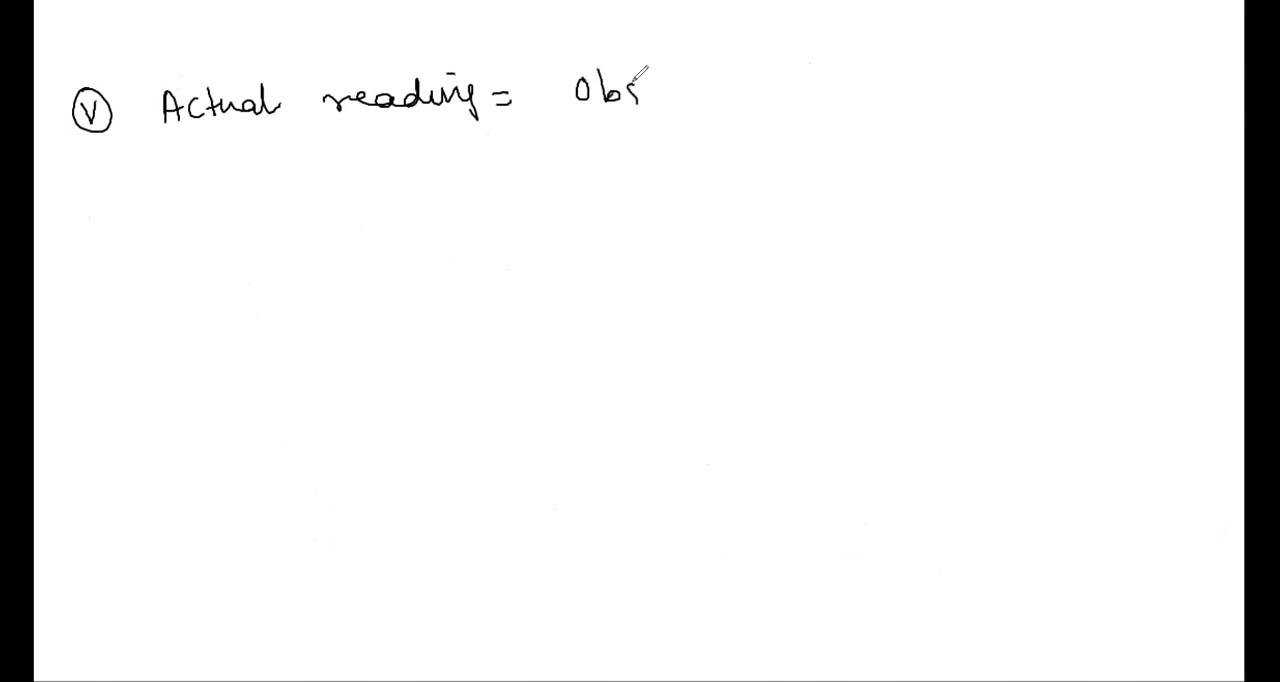 Ⓥ Actual reading = Obs